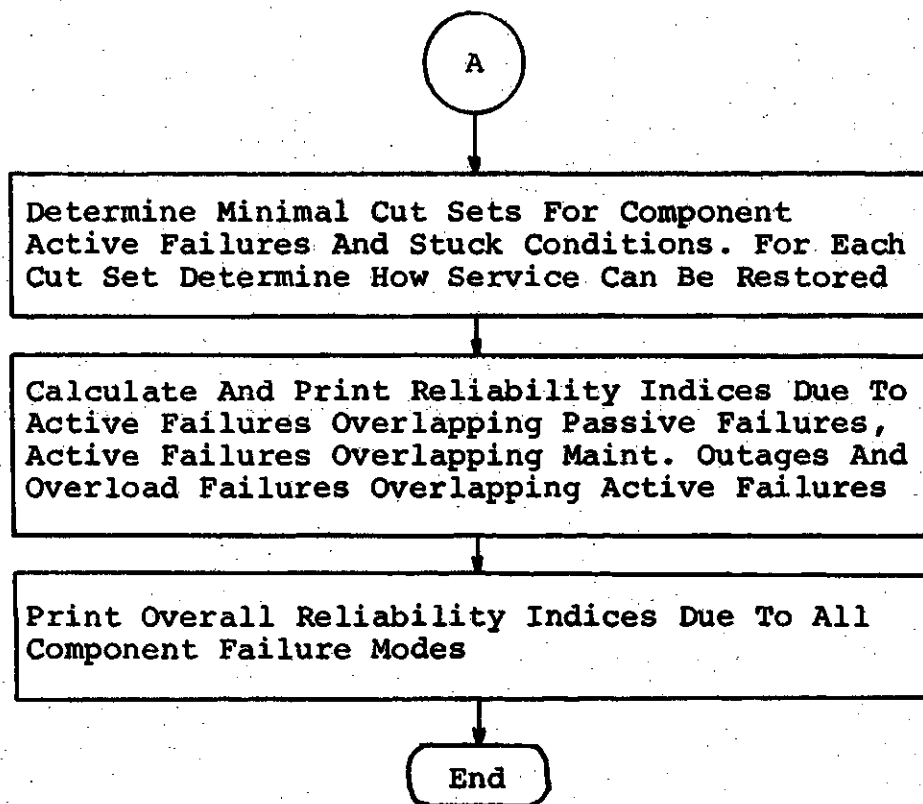 A
Determine Minimal Cut Sets For Component
Active Failures And Stuck Conditions. For Each
Cut Set Determine How Service Can Be Restored
Calculate And Print Reliability Indices Due To
Active Failures Overlapping Passive Failures,
Active Failures Overlapping Maint. Outages And
Overload Failures Overlapping Active Failures
Print Overall Reliability Indices Due To All
Component Failure Modes
End